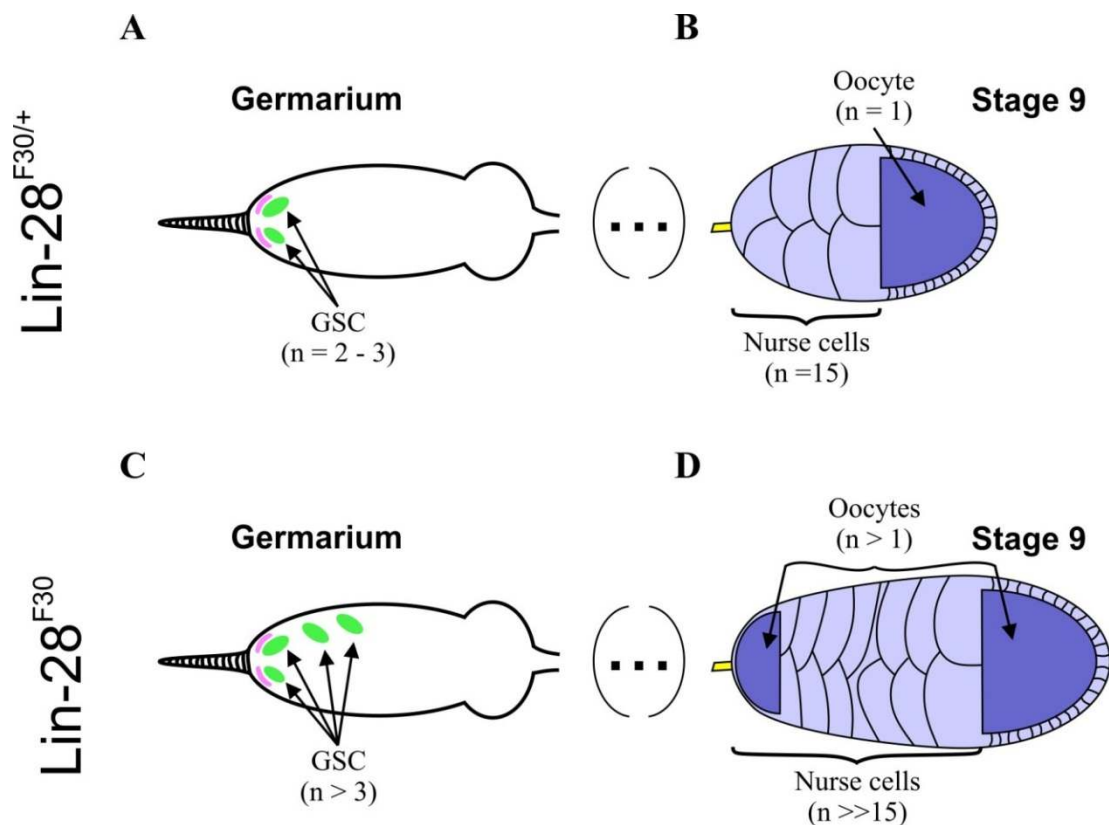 A
B
Lin-28F30/+
Germarium
Oocyte
(n = 1)
Stage 9
GSC
(n = 2 - 3)
Nurse cells
(n =15)
C
D
Lin-28F30
Germarium
Oocytes
(n > 1)
Stage 9
GSC
(n > 3)
Nurse cells
(n >>15)